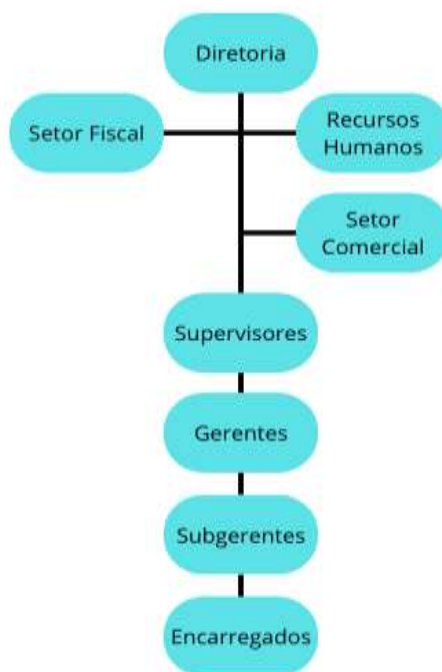 Diretoria
Setor Fiscal
Recursos
Humanos
Setor
Comercial
Supervisores
Gerentes
Subgerentes
Encarregados